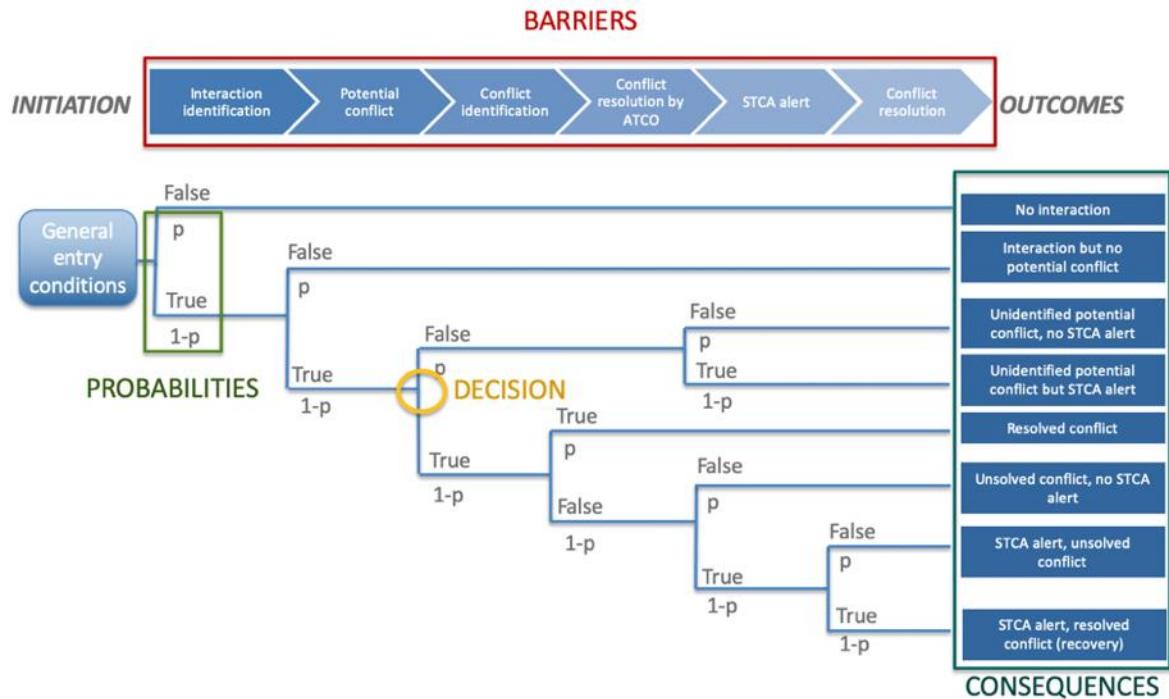 BARRIERS
INITIATION
Interaction
identification
Potential
conflict
Conflict
identification
Conflict
resolution by
ATCO
STCA alert
Conflict
resolution
OUTCOMES
General
entry
conditions
False
p
True
1-p
PROBABILITIES
False
p
True
1-p
False
p
DECISION
True
1-p
False
p
True
1-p
True
p
False
1-p
False
p
True
1-p
False
p
True
1-p
No interaction
Interaction but no
potential conflict
Unidentified potential
conflict, no STCA alert
Unidentified potential
conflict but STCA alert
Resolved conflict
Unsolved conflict, no STCA
alert
STCA alert, unsolved
conflict
STCA alert, resolved
conflict (recovery)
CONSEQUENCES